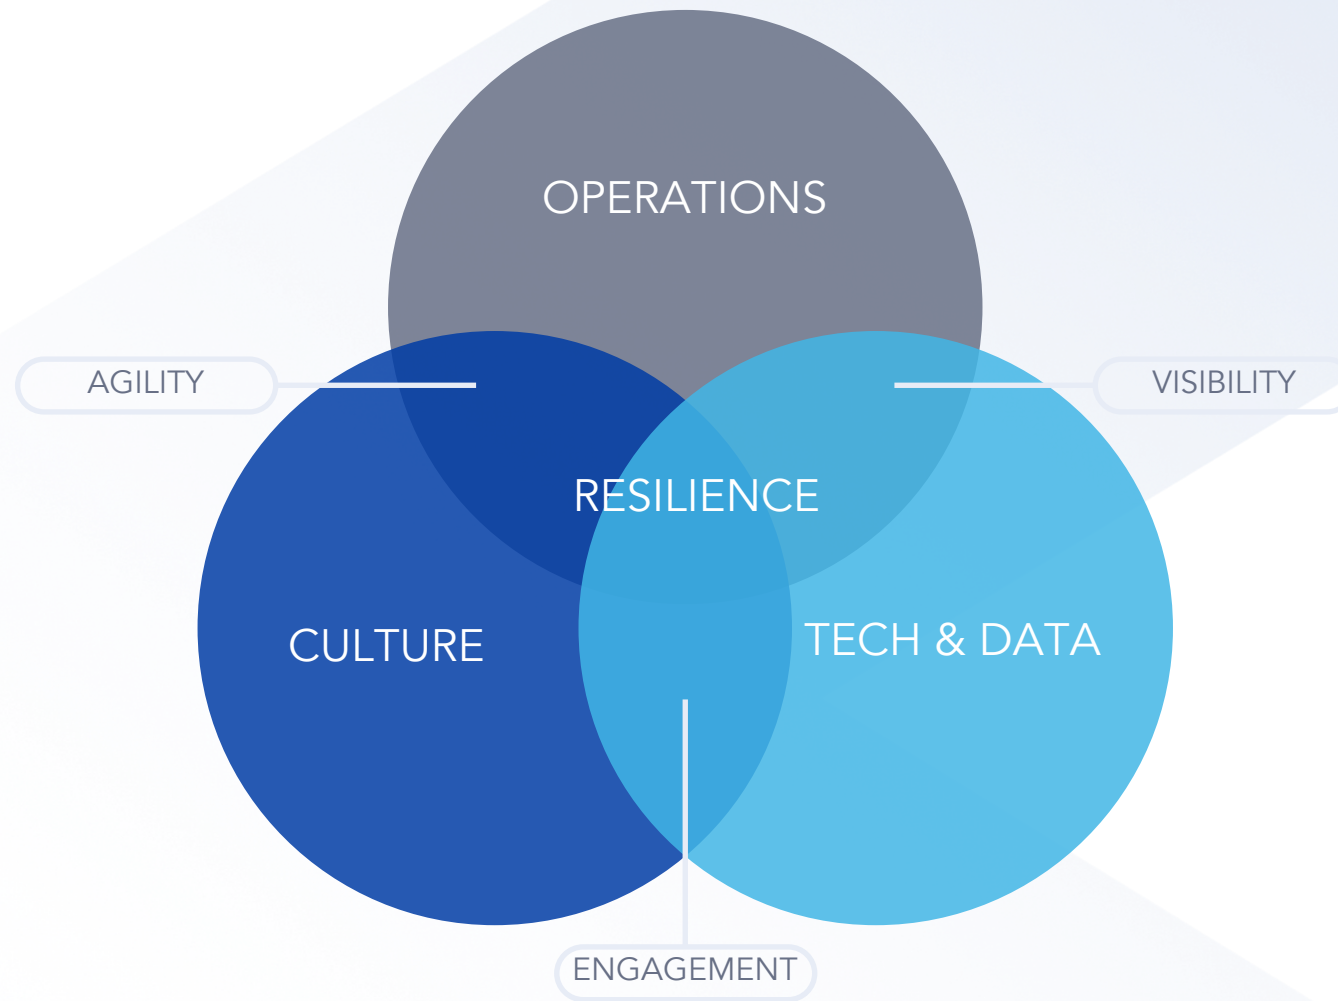 OPERATIONS
AGILITY
VISIBILITY
RESILIENCE
CULTURE
TECH & DATA
ENGAGEMENT